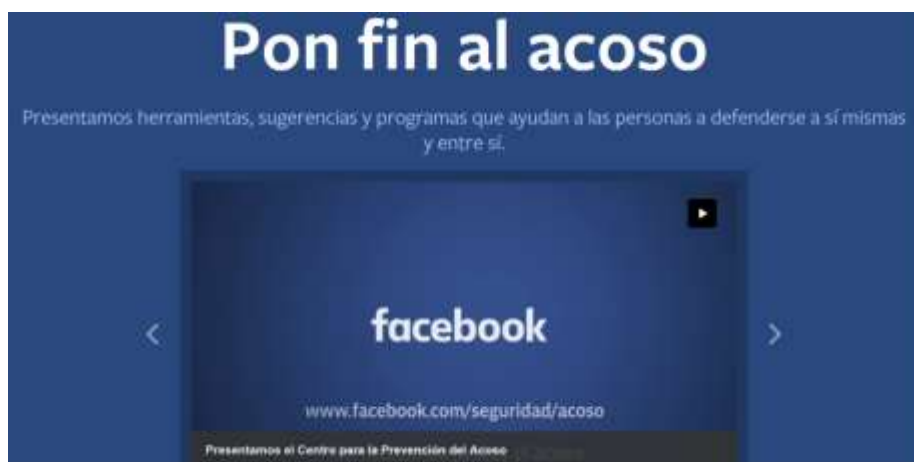 Pon fin al acoso
Presentamos herramientas, sugerencias y programas que ayudan a las personas a defenderse a sí mismas
y entre sí.
facebook
www.facebook.com/seguridad/acoso
Presentamos el Centro para la Prevención del Acoso